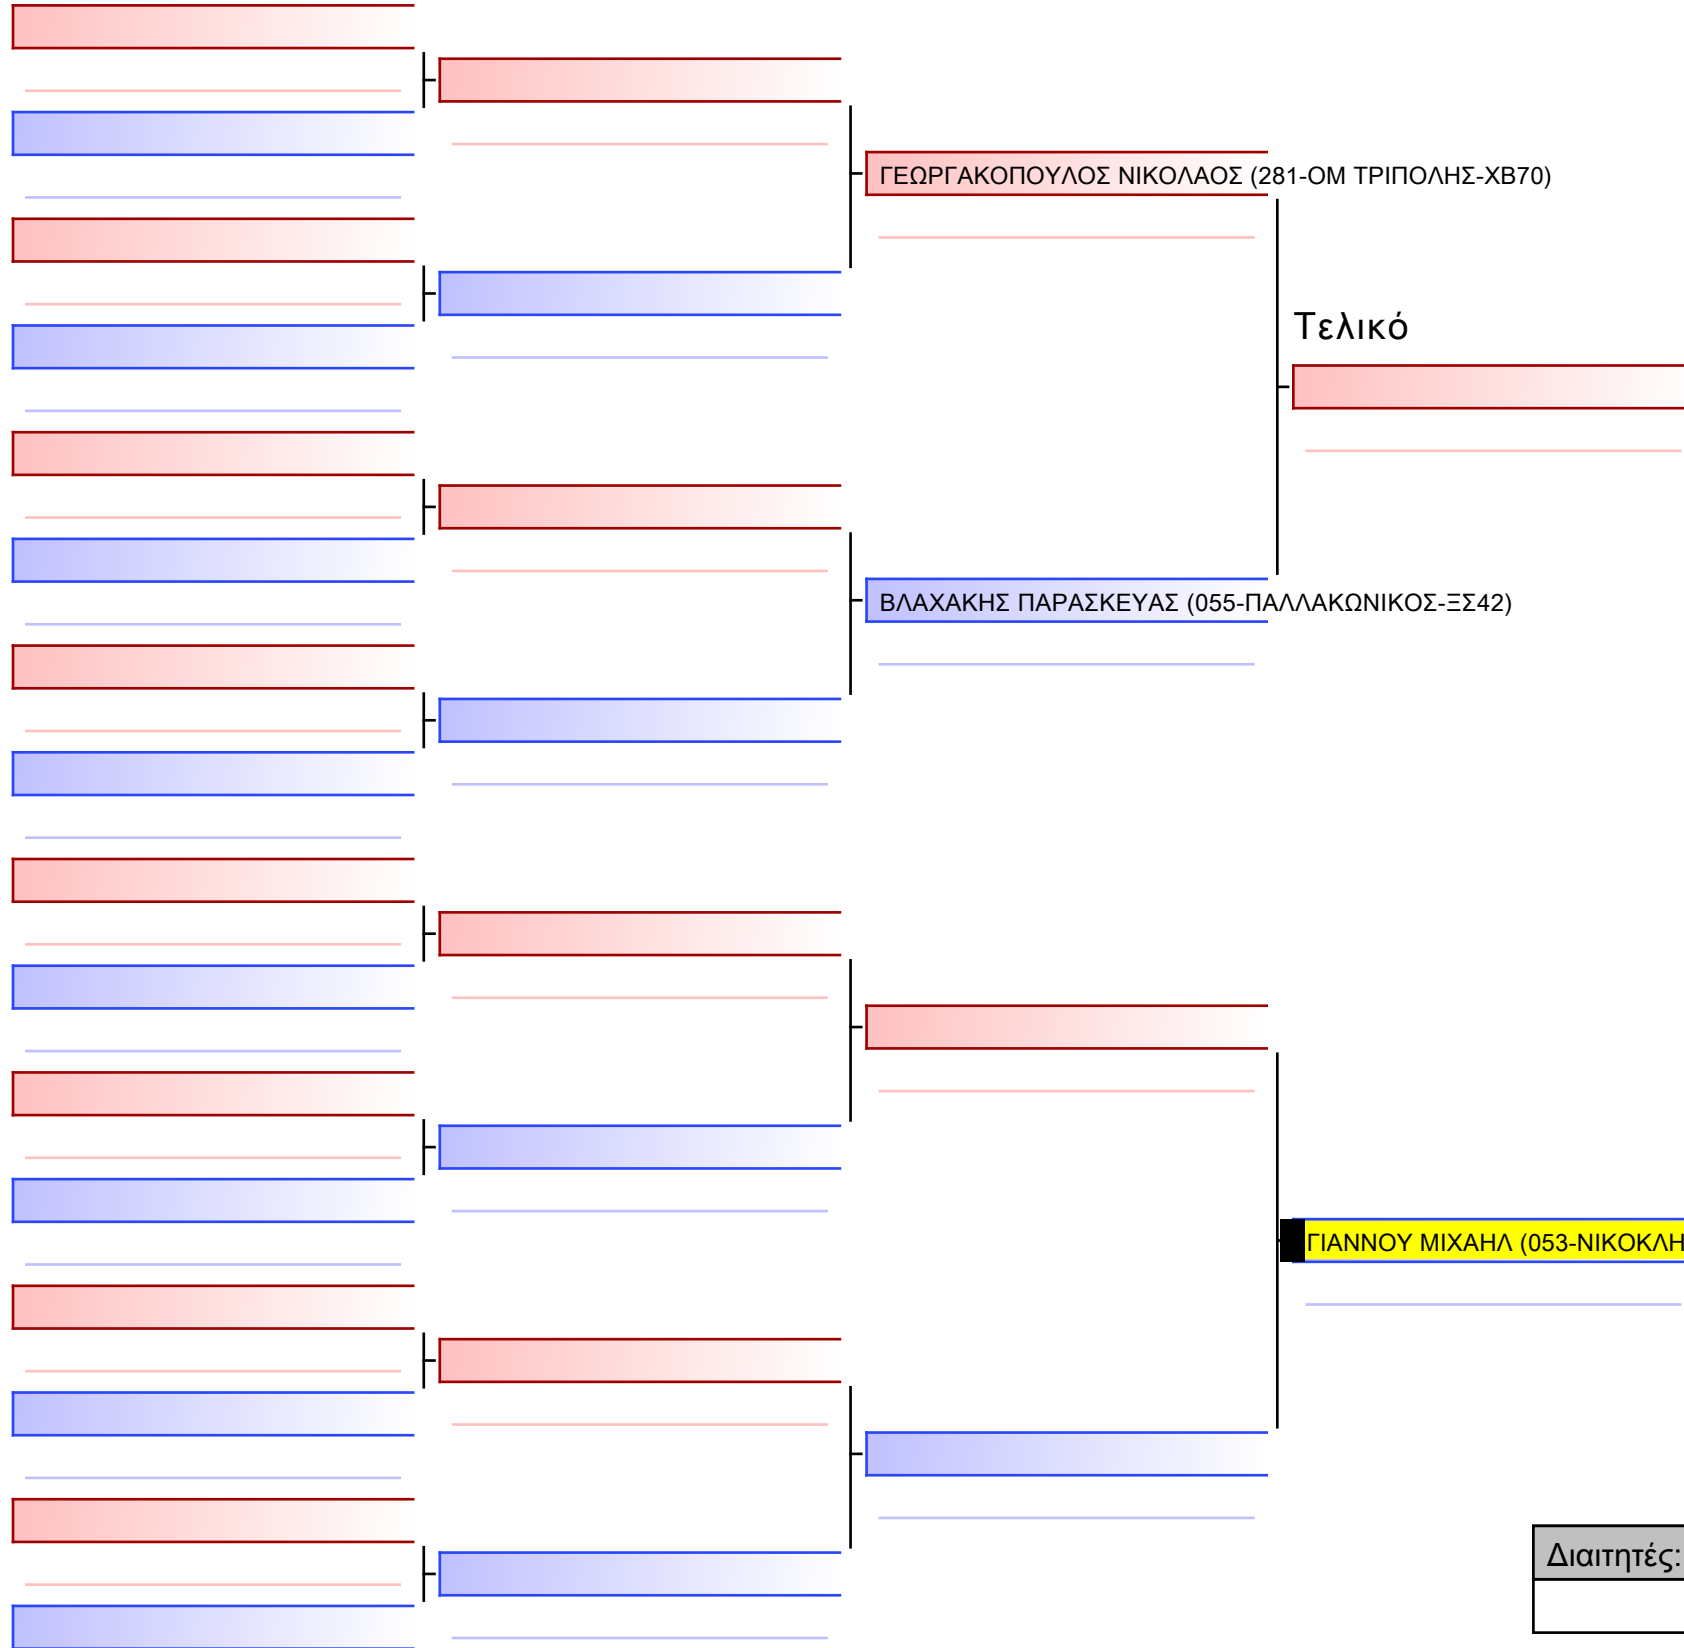 ΓΕΩΡΓΑΚΟΠΟΥΛΟΣ ΝΙΚΟΛΑΟΣ (281-ΟΜ ΤΡΙΠΟΛΗΣ-ΧΒ70)
Τελικό
ΒΛΑΧΑΚΗΣ ΠΑΡΑΣΚΕΥΑΣ (055-ΠΑΛΛΑΚΩΝΙΚΟΣ-ΞΣ42)
ΓΙΑΝΝΟΥ ΜΙΧΑΗΛ (053-ΝΙΚΟΚΛΗ
Διαιτητές: